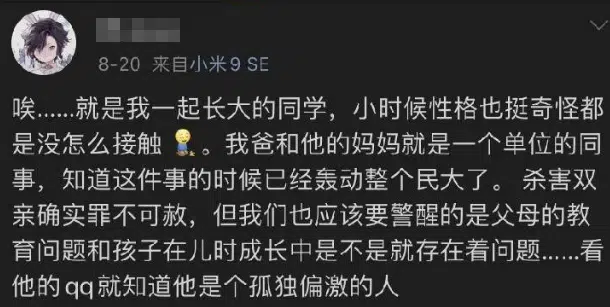 8-20 来自小米9 SE
唉......就是我一起长大的同学，小时候性格也挺奇怪都
是没怎么接触。我爸和他的妈妈就是一个单位的同
事，知道这件事的时候已经轰动整个民大了。杀害双
亲确实罪不可赦，但我们也应该要警醒的是父母的教
育问题和孩子在儿时成长中是不是就存在着问题......看
他的qq就知道他是个孤独偏激的人